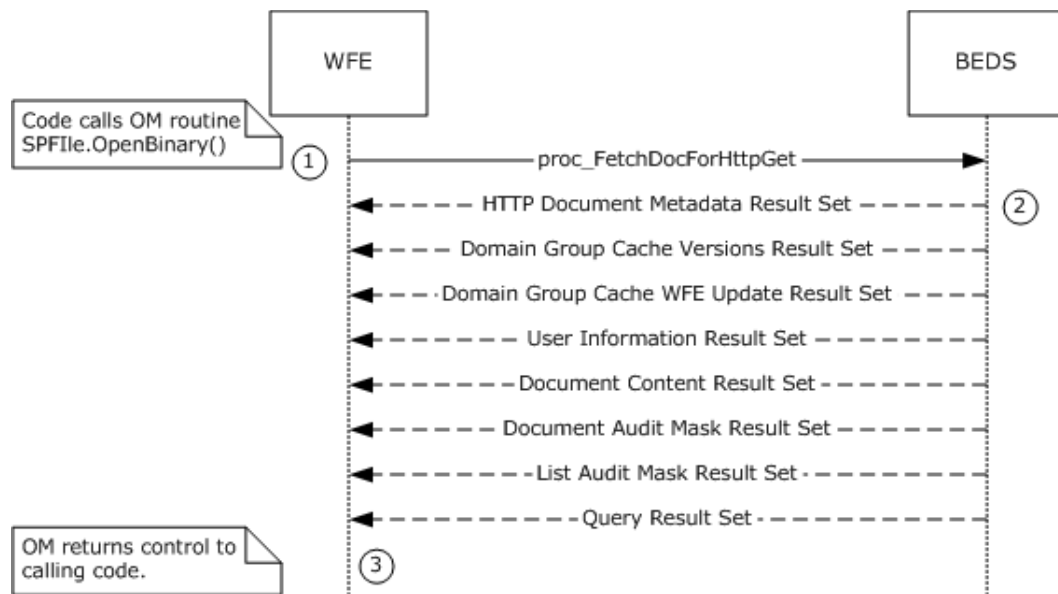 WFE
BEDS
Code calls OM routine
SPFIle.OpenBinary()
1
proc_FetchDocForHttpGet
HTTP Document Metadata Result Set
2
Domain Group Cache Versions Result Set
Domain Group Cache WFE Update Result Set
User Information Result Set
Document Content Result Set
Document Audit Mask Result Set
List Audit Mask Result Set
Query Result Set
OM returns control to
calling code.
3